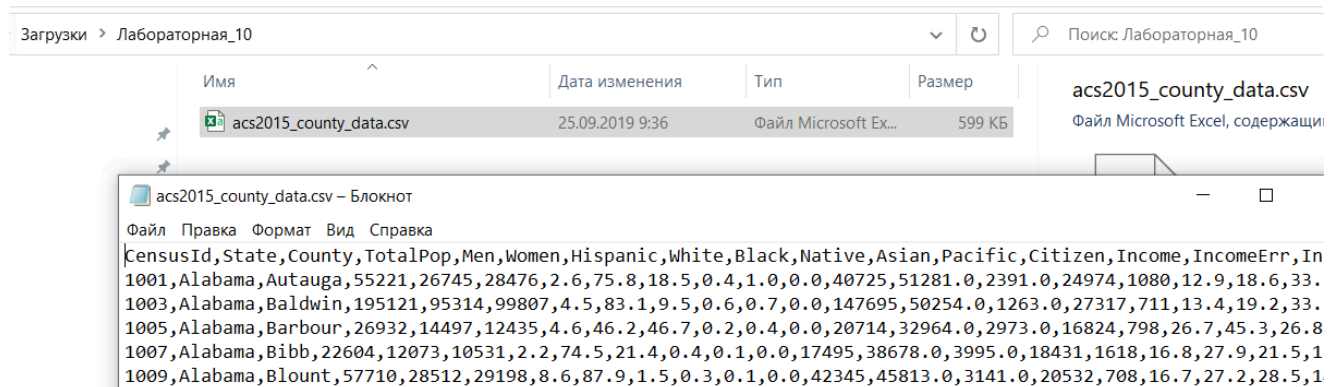 Загрузки > Лабораторная_10
Поиск: Лабораторная_10
Имя Дата изменения Тип Размер
acs2015_county_data.csv 25.09.2019 9:36 Файл Microsoft Ex... 599 КБ
acs2015_county_data.csv
Файл Microsoft Excel, содержащи
acs2015_county_data.csv – Блокнот
Файл Правка Формат Вид Справка
CensusId,State,County,TotalPop,Men,Women,Hispanic,White,Black,Native,Asian,Pacific,Citizen,Income,IncomeErr,In
1001,Alabama,Autauga,55221,26745,28476,2.6,75.8,18.5,0.4,1.0,0.0,40725,51281.0,2391.0,24974,1080,12.9,18.6,33.
1003,Alabama,Baldwin,195121,95314,99807,4.5,83.1,9.5,0.6,0.7,0.0,147695,50254.0,1263.0,27317,711,13.4,19.2,33.
1005,Alabama,Barbour,26932,14497,12435,4.6,46.2,46.7,0.2,0.4,0.0,20714,32964.0,2973.0,16824,798,26.7,45.3,26.8
1007,Alabama,Bibb,22604,12073,10531,2.2,74.5,21.4,0.4,0.1,0.0,17495,38678.0,3995.0,18431,1618,16.8,27.9,21.5,1
1009,Alabama,Blount,57710,28512,29198,8.6,87.9,1.5,0.3,0.1,0.0,42345,45813.0,3141.0,20532,708,16.7,27.2,28.5,1